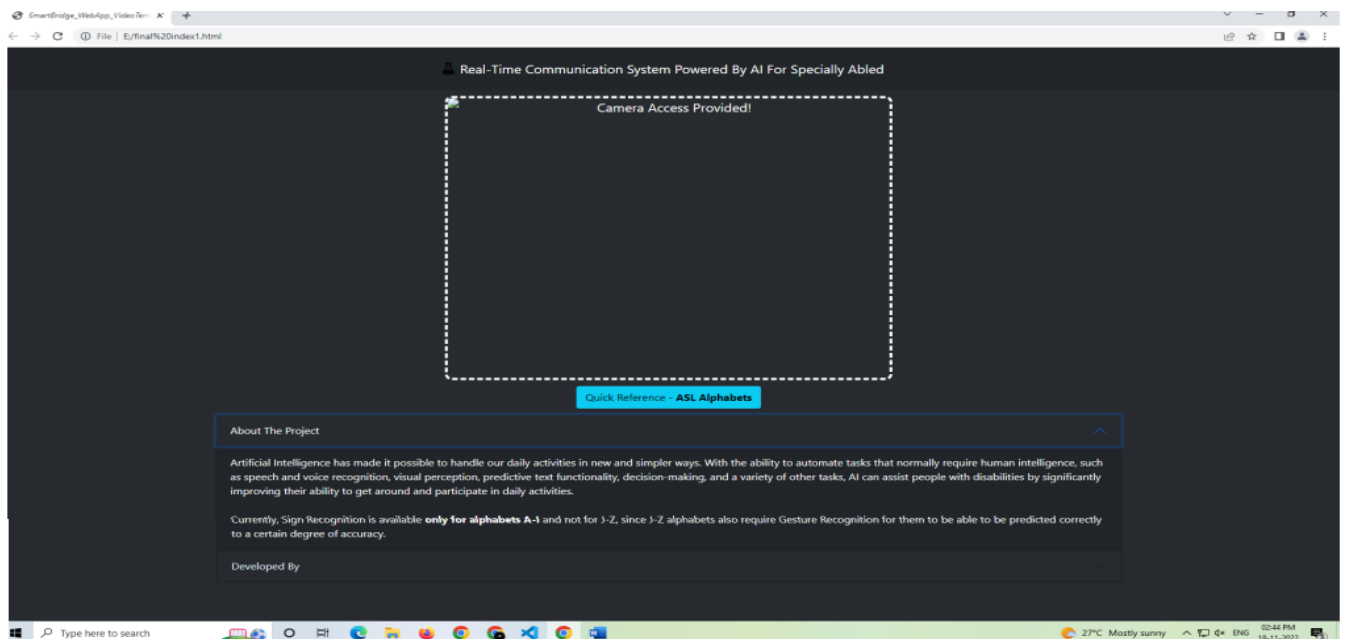 SmartBridge_WebApp_VideoTem
File | E:/final%20index1.html
Real-Time Communication System Powered By AI For Specially Abled
Camera Access Provided!
Quick Reference - ASL Alphabets
About The Project
Artificial Intelligence has made it possible to handle our daily activities in new and simpler ways. With the ability to automate tasks that normally require human intelligence, such
as speech and voice recognition, visual perception, predictive text functionality, decision-making, and a variety of other tasks, AI can assist people with disabilities by significantly
improving their ability to get around and participate in daily activities.
Currently, Sign Recognition is available only for alphabets A-I and not for J-Z, since J-Z alphabets also require Gesture Recognition for them to be able to be predicted correctly
to a certain degree of accuracy.
Developed By
Type here to search
27°C Mostly sunny
ENG
02:44 PM
18-11-2022